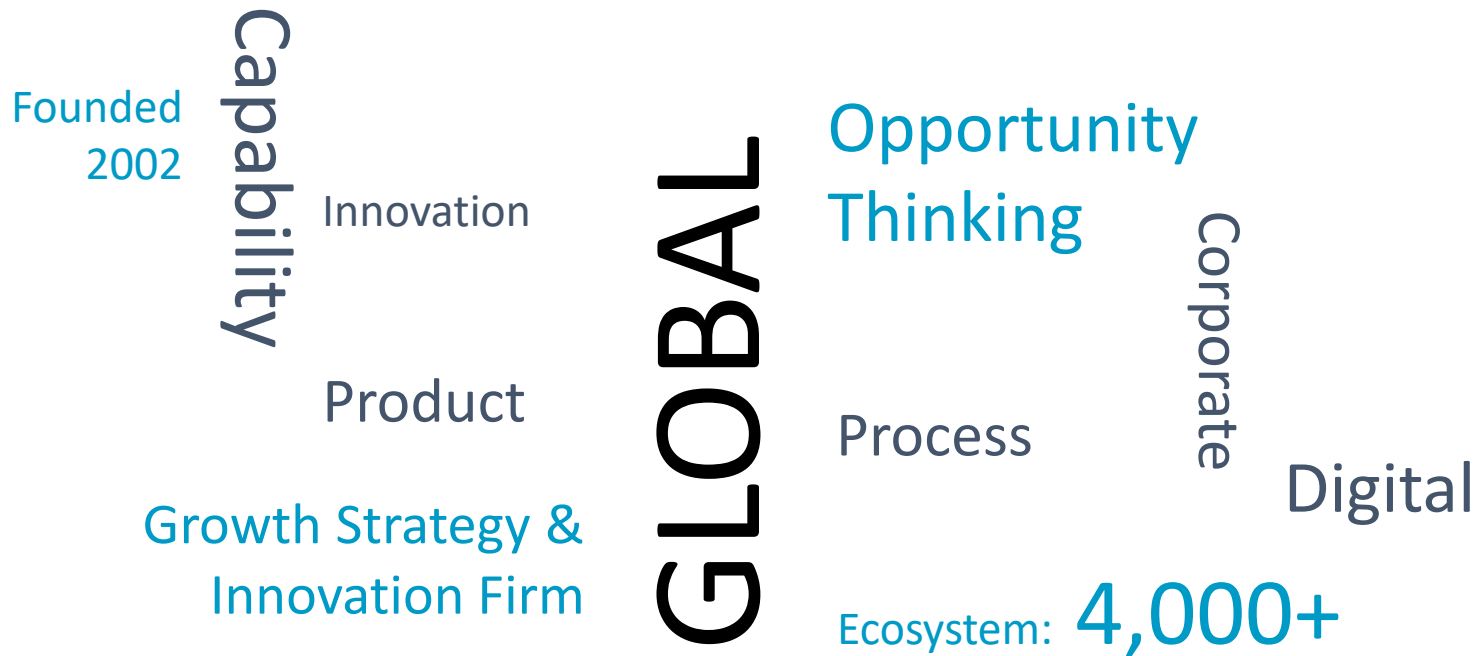 Founded
2002
Capability
Innovation
Product
Growth Strategy &
Innovation Firm
GLOBAL
Opportunity
Thinking
Corporate
Process
Digital
Ecosystem: 4,000+